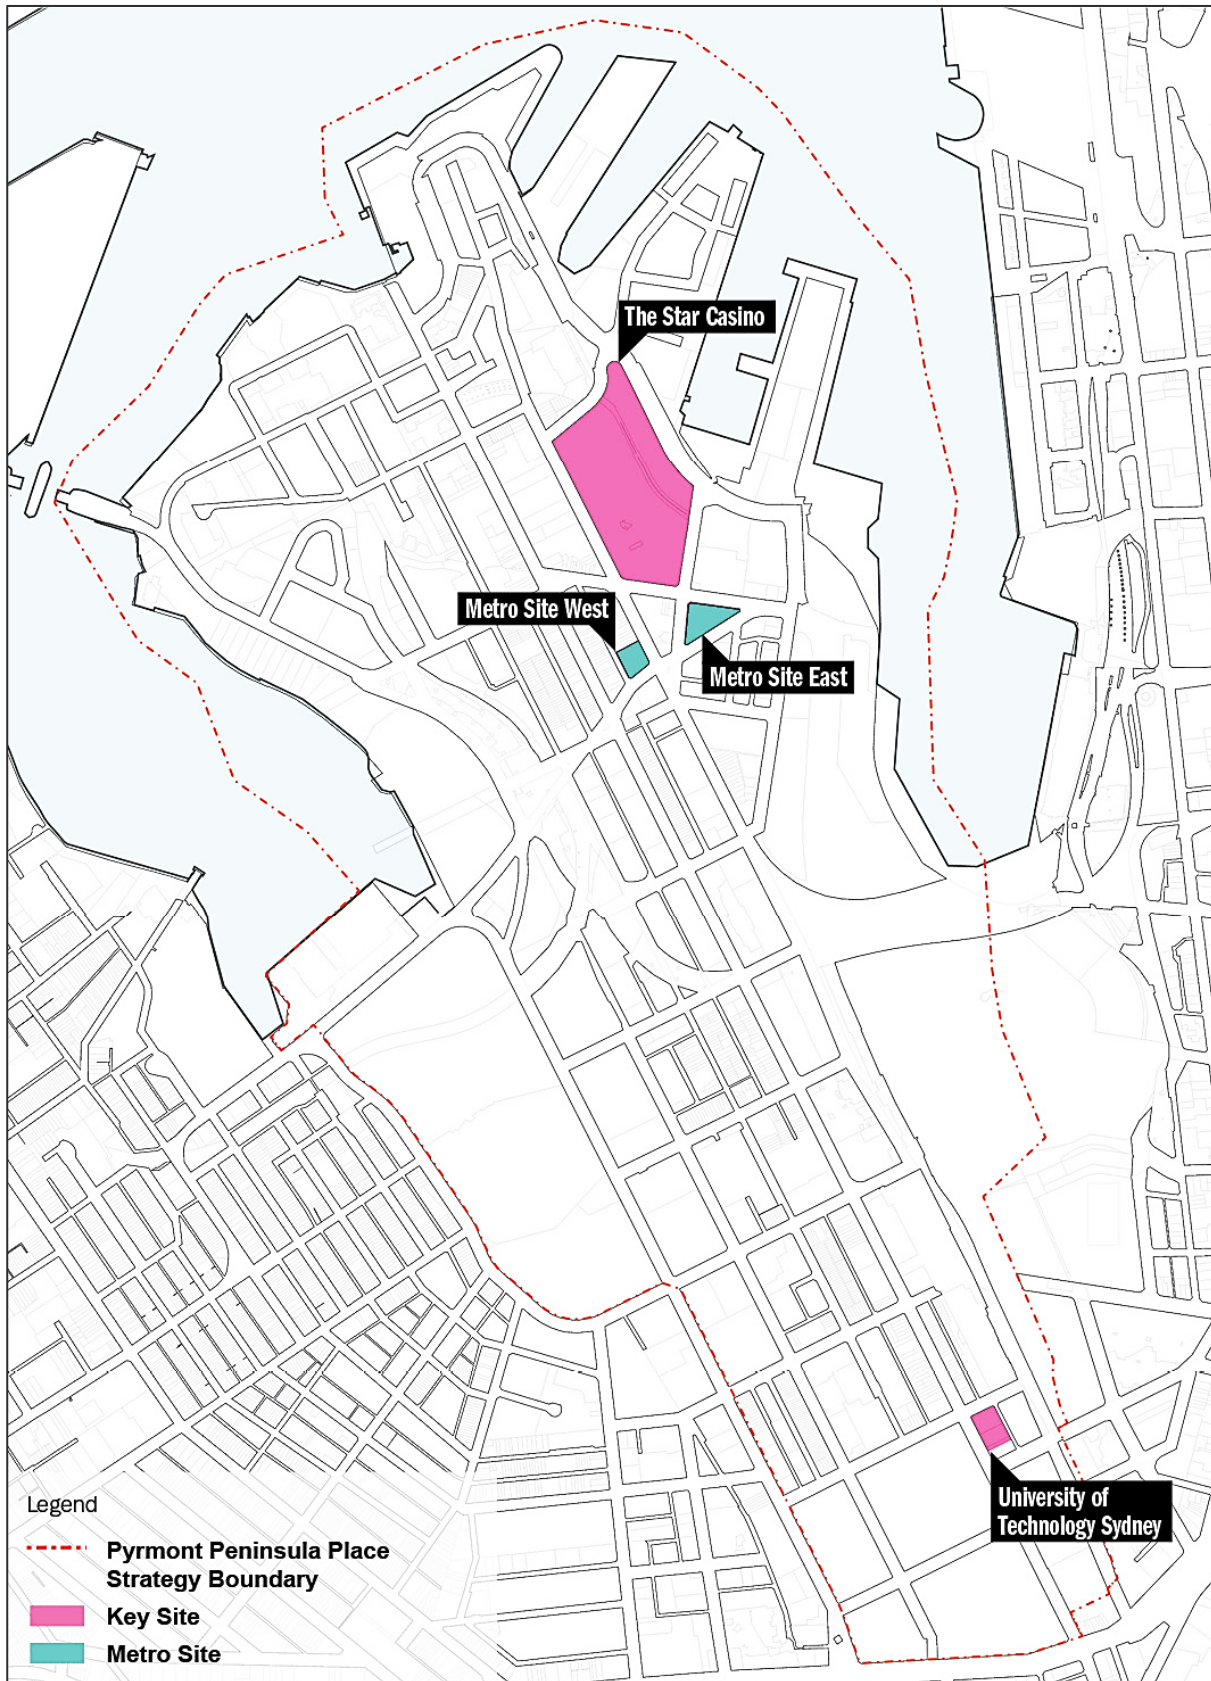 The Star Casino
Metro Site West
Metro Site East
University of
Technology Sydney
Legend
Pyrmont Peninsula Place
Strategy Boundary
Key Site
Metro Site